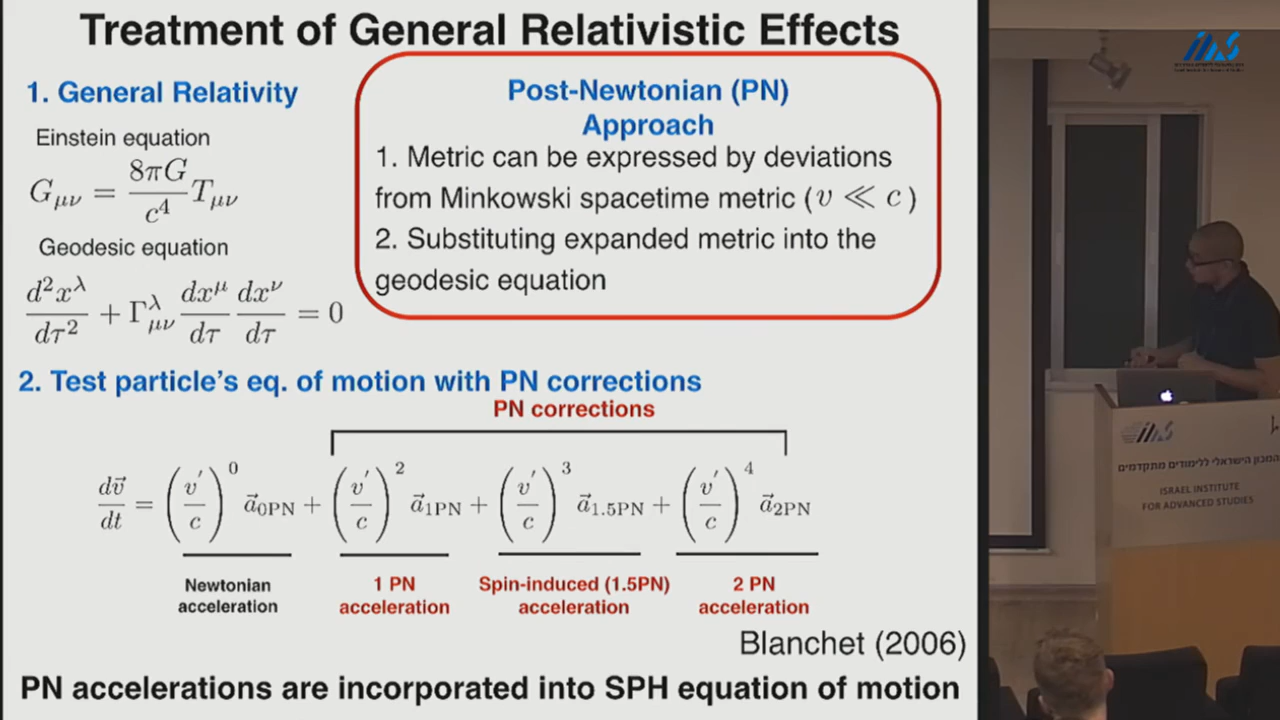 Treatment of General Relativistic Effects
1. General Relativity
Einstein equation
G_{μν} = \frac{8πG}{c^4} T_{μν}
Geodesic equation
\frac{d^2x^λ}{dτ^2} + Γ^λ_{μν} \frac{dx^μ}{dτ} \frac{dx^ν}{dτ} = 0
Post-Newtonian (PN)
Approach
1. Metric can be expressed by deviations
from Minkowski spacetime metric (v ≪ c)
2. Substituting expanded metric into the
geodesic equation
2. Test particle's eq. of motion with PN corrections
PN corrections
\frac{d\vec{v}}{dt} = \left(\frac{v'}{c}\right)^0 \vec{a}_{0PN} + \left(\frac{v'}{c}\right)^2 \vec{a}_{1PN} + \left(\frac{v'}{c}\right)^3 \vec{a}_{1.5PN} + \left(\frac{v'}{c}\right)^4 \vec{a}_{2PN}
Newtonian
acceleration
1 PN
acceleration
Spin-induced (1.5PN)
acceleration
2 PN
acceleration
Blanchet (2006)
PN accelerations are incorporated into SPH equation of motion
המכון הישראלי ללימודים מתקדמים
ISRAEL INSTITUTE
FOR ADVANCED STUDIES